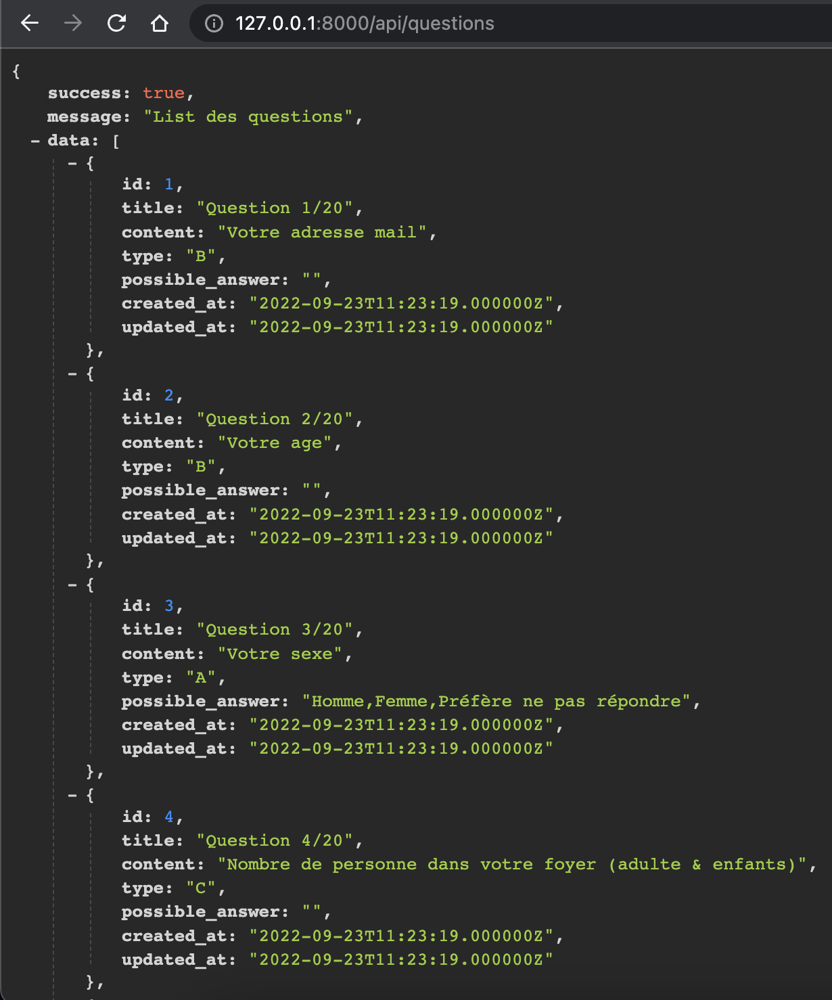 127.0.0.1:8000/api/questions
{
success: true,
message: "List des questions",
- data: [
- {
id: 1,
title: "Question 1/20",
content: "Votre adresse mail",
type: "B",
possible_answer: "",
created_at: "2022-09-23T11:23:19.000000Z",
updated_at: "2022-09-23T11:23:19.000000Z"
},
- {
id: 2,
title: "Question 2/20",
content: "Votre age",
type: "B",
possible_answer: "",
created_at: "2022-09-23T11:23:19.000000Z",
updated_at: "2022-09-23T11:23:19.000000Z"
},
- {
id: 3,
title: "Question 3/20",
content: "Votre sexe",
type: "A",
possible_answer: "Homme,Femme,Préfère ne pas répondre",
created_at: "2022-09-23T11:23:19.000000Z",
updated_at: "2022-09-23T11:23:19.000000Z"
},
- {
id: 4,
title: "Question 4/20",
content: "Nombre de personne dans votre foyer (adulte & enfants)",
type: "C",
possible_answer: "",
created_at: "2022-09-23T11:23:19.000000Z",
updated_at: "2022-09-23T11:23:19.000000Z"
},